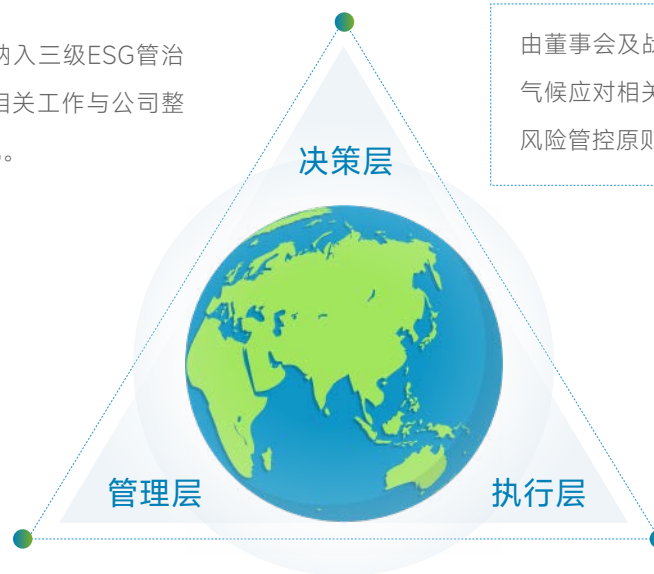 纳入三级ESG管治
相关工作与公司整
。
由董事会及战
气候应对相关
风险管控原则
决策层
管理层
执行层